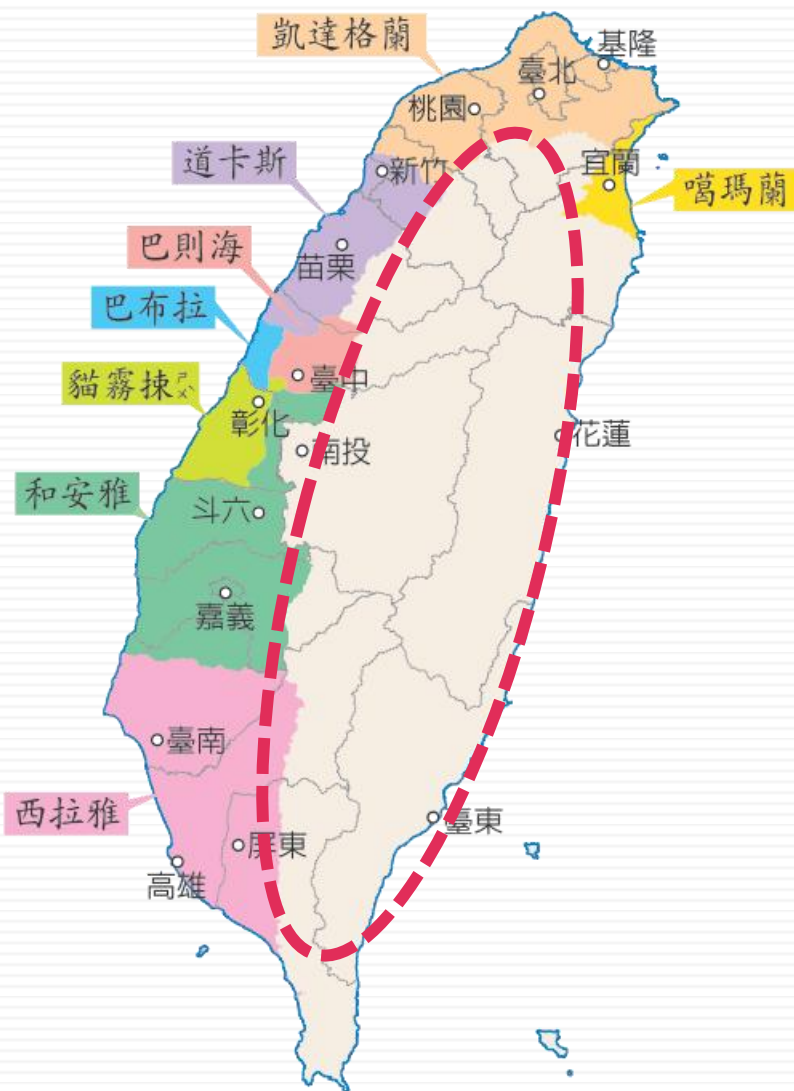 凱達格蘭
基隆
臺北
桃園
道卡斯
新竹
宜蘭
噶瑪蘭
巴則海
苗栗
巴布拉
臺中
貓霧捒ㄕㄨˋ
彰化
花蓮
南投
和安雅
斗六
嘉義
臺南
西拉雅
臺東
屏東
高雄